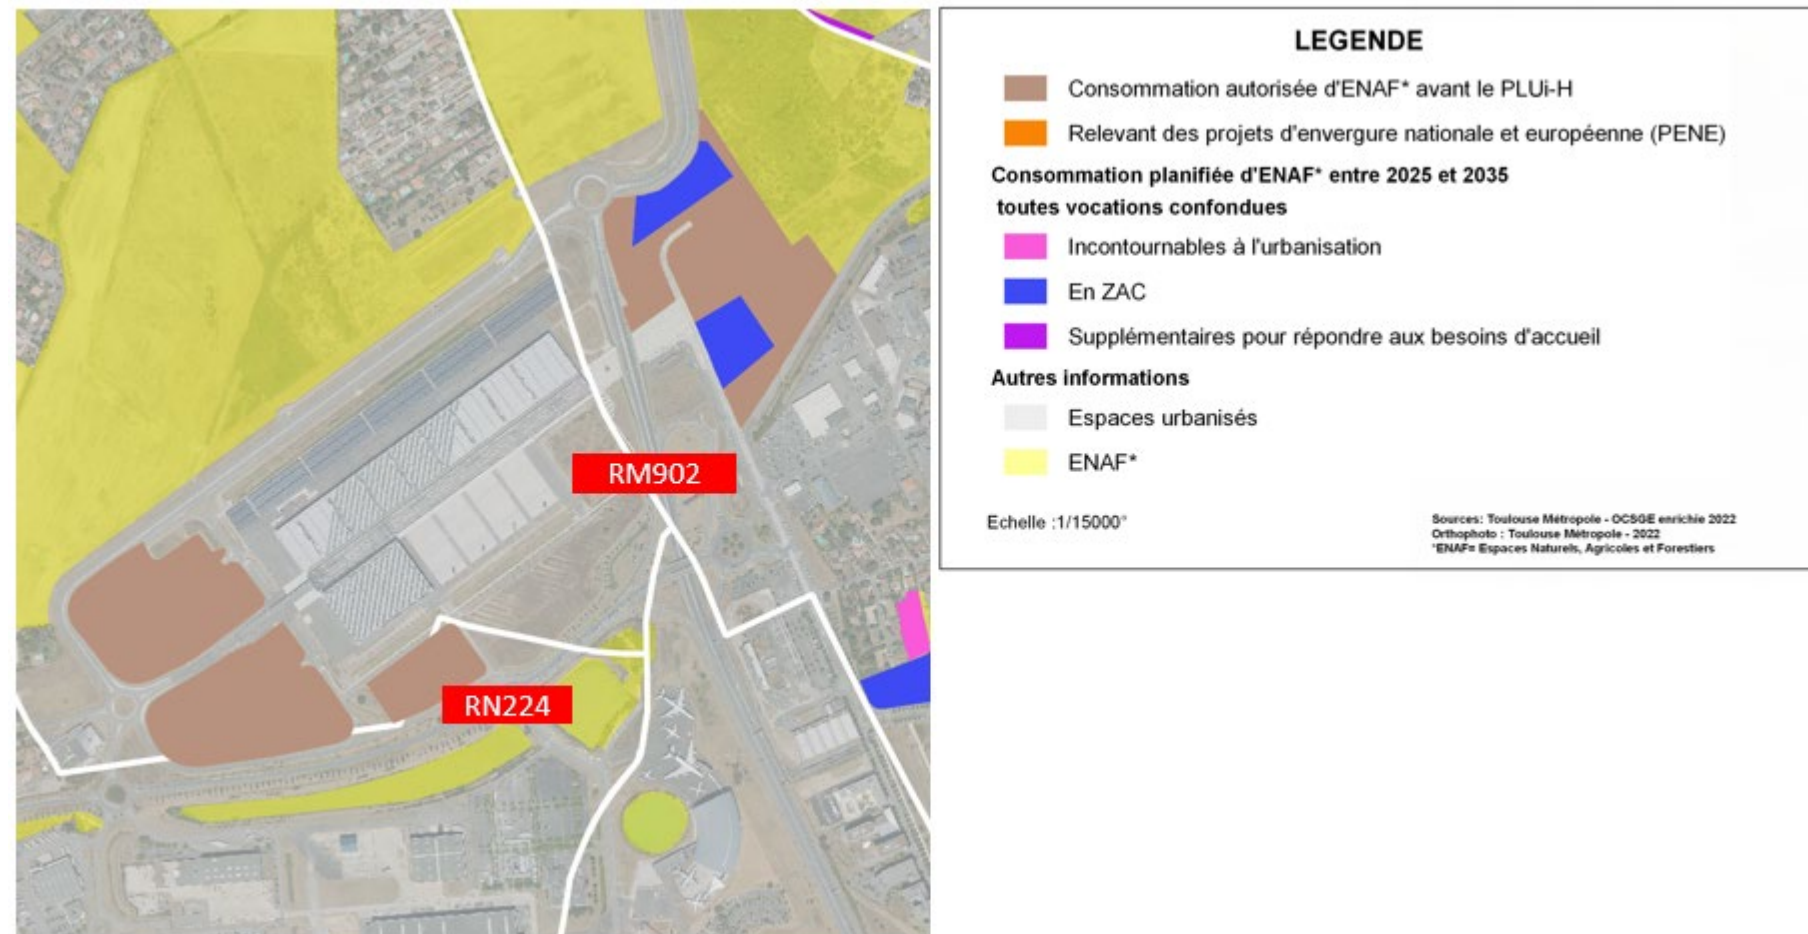 RM902
RN224
LEGENDE
Consommation autorisée d'ENAF* avant le PLUi-H
Relevant des projets d'envergure nationale et européenne (PENE)
Consommation planifiée d'ENAF* entre 2025 et 2035
toutes vocations confondues
Incontournables à l'urbanisation
En ZAC
Supplémentaires pour répondre aux besoins d'accueil
Autres informations
Espaces urbanisés
ENAF*
Echelle :1/15000°
Sources: Toulouse Métropole - OCSGE enrichie 2022
Orthophoto : Toulouse Métropole - 2022
*ENAF= Espaces Naturels, Agricoles et Forestiers